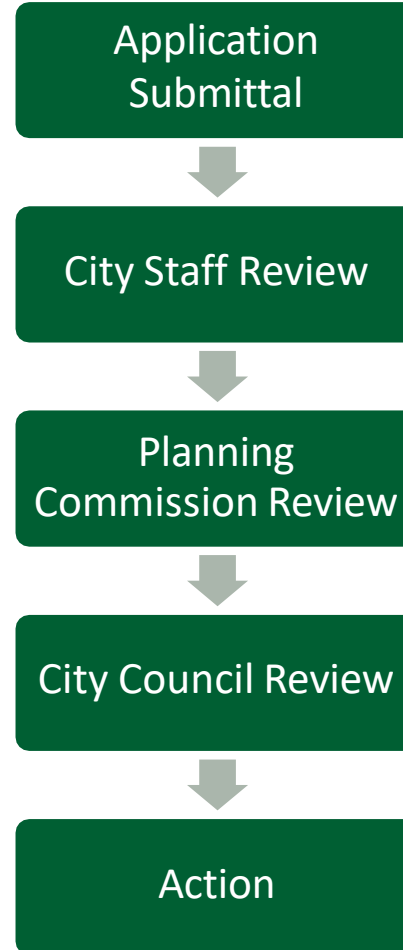 Application
Submittal
City Staff Review
Planning
Commission Review
City Council Review
Action